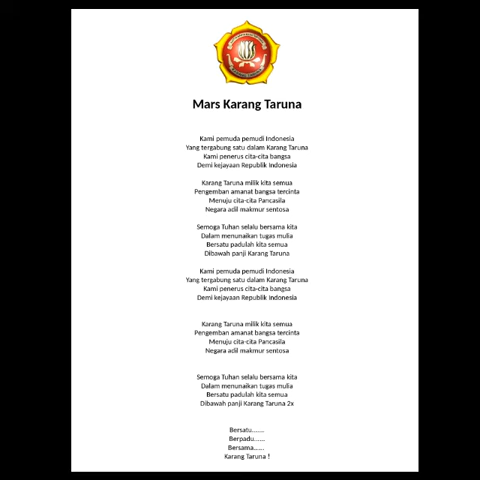 Mars Karang Taruna
Kami pemuda pemudi Indonesia
Yang tergabung satu dalam Karang Taruna
Kami penerus cita-cita bangsa
Demi kejayaan Republik Indonesia
Karang Taruna milik kita semua
Pengemban amanat bangsa tercinta
Menuju cita-cita Pancasila
Negara adil makmur sentosa
Semoga Tuhan selalu bersama kita
Dalam menunaikan tugas mulia
Bersatu padulah kita semua
Dibawah panji Karang Taruna
Kami pemuda pemudi Indonesia
Yang tergabung satu dalam Karang Taruna
Kami penerus cita-cita bangsa
Demi kejayaan Republik Indonesia
Karang Taruna milik kita semua
Pengemban amanat bangsa tercinta
Menuju cita-cita Pancasila
Negara adil makmur sentosa
Semoga Tuhan selalu bersama kita
Dalam menunaikan tugas mulia
Bersatu padulah kita semua
Dibawah panji Karang Taruna 2x
Bersatu.......
Berpadu......
Bersama......
Karang Taruna !